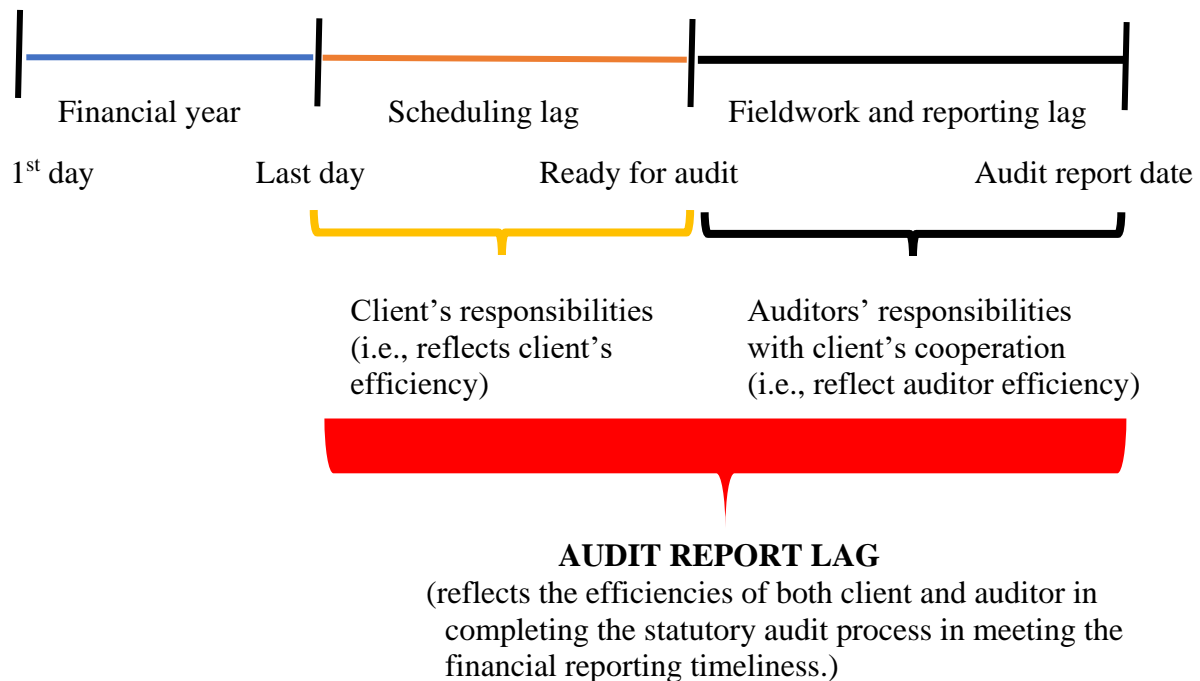 Financial year Scheduling lag Fieldwork and reporting lag
1st day Last day Ready for audit Audit report date
Client’s responsibilities
(i.e., reflects client’s
efficiency)
Auditors’ responsibilities
with client’s cooperation
(i.e., reflect auditor efficiency)
AUDIT REPORT LAG
(reflects the efficiencies of both client and auditor in
completing the statutory audit process in meeting the
financial reporting timeliness.)